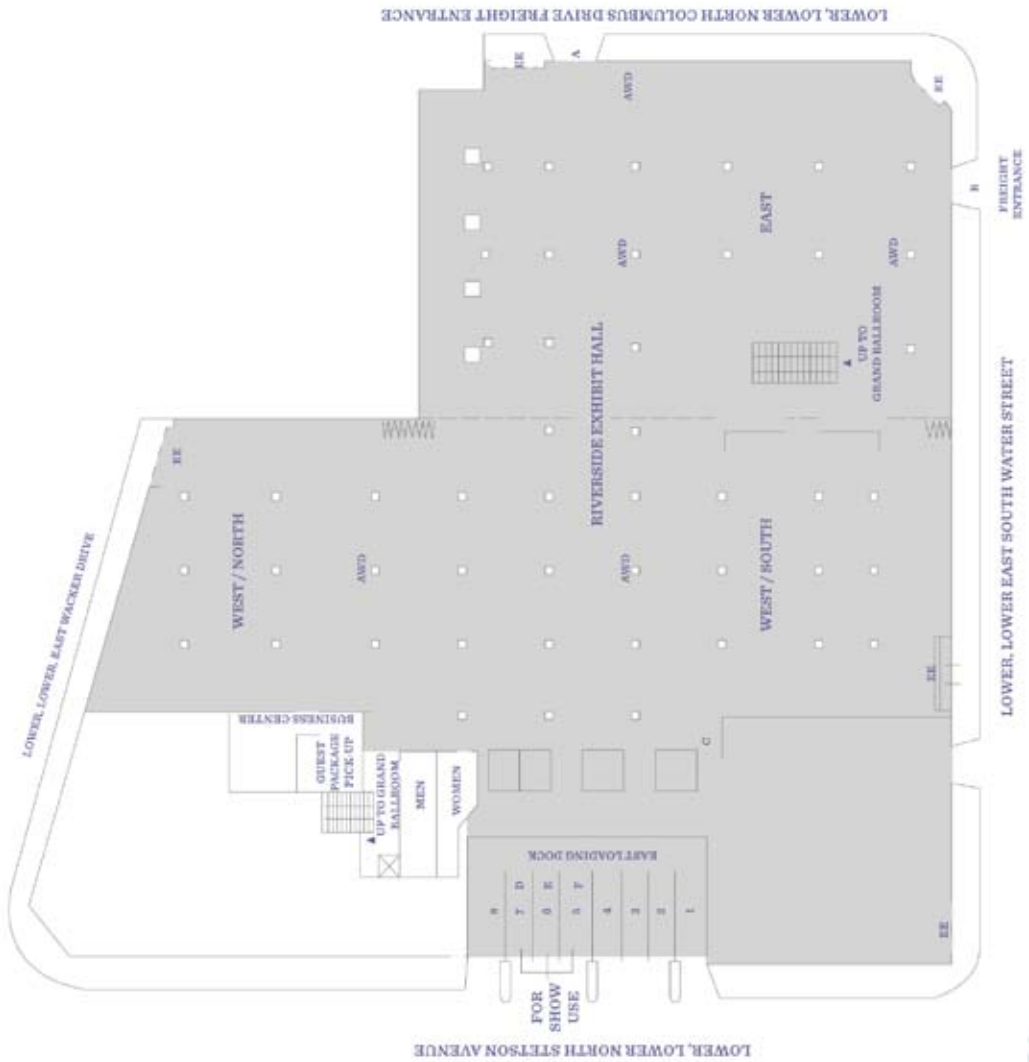 LOWER, LOWER NORTH COLUMBUS DRIVE FREIGHT ENTRANCE
EE
A
AWD
EE
B
FREIGHT
ENTRANCE
EAST
AWD
AWD
UP TO
GRAND BALLROOM
RIVERSIDE EXHIBIT HALL
EE
LOWER, LOWER, EAST WACKER DRIVE
WEST / NORTH
AWD
AWD
WEST / SOUTH
EE
LOWER, LOWER EAST SOUTH WATER STREET
BUSINESS CENTER
GUEST
PACKAGE
PICK-UP
UP TO GRAND
BALLROOM
MEN
WOMEN
C
EAST LOADING DOCK
8
7 D
6 E
5 F
4
3
2
1
EE
FOR
SHOW
USE
LOWER, LOWER NORTH STETSON AVENUE